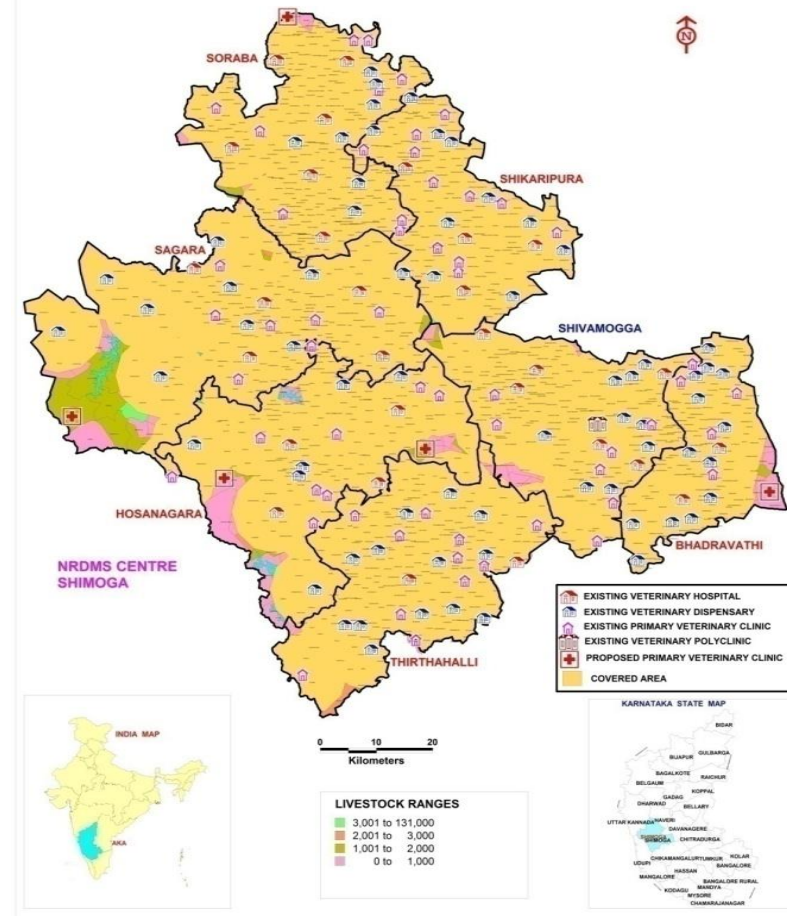 N
SORABA
SHIKARIPURA
SAGARA
SHIVAMOGGA
HOSANAGARA
BHADRAVATHI
NRDMS CENTRE
SHIMOGA
THIRTHAHALLI
EXISTING VETERINARY HOSPITAL
EXISTING VETERINARY DISPENSARY
EXISTING PRIMARY VETERINARY CLINIC
EXISTING VETERINARY POLYCLINIC
PROPOSED PRIMARY VETERINARY CLINIC
COVERED AREA
INDIA MAP
AKA
0 10 20
Kilometers
LIVESTOCK RANGES
3,001 to 131,000
2,001 to 3,000
1,001 to 2,000
0 to 1,000
KARNATAKA STATE MAP
BIDAR
BIJAPUR GULBARGA
BAGALKOTE RAICHUR
BELGAUM
KOPPAL
GADAG
DHARWAD BELLARY
UTTAR KANNADA HAVERI
DAVANAGERE
SHIMOGA CHITRADURGA
UDUPI CHIKAMANGALUR TUMKUR KOLAR
BANGALORE
HASSAN
MANGALORE BANGALORE RURAL
KODAGU MANDYA
MYSORE
CHAMARAJANAGAR